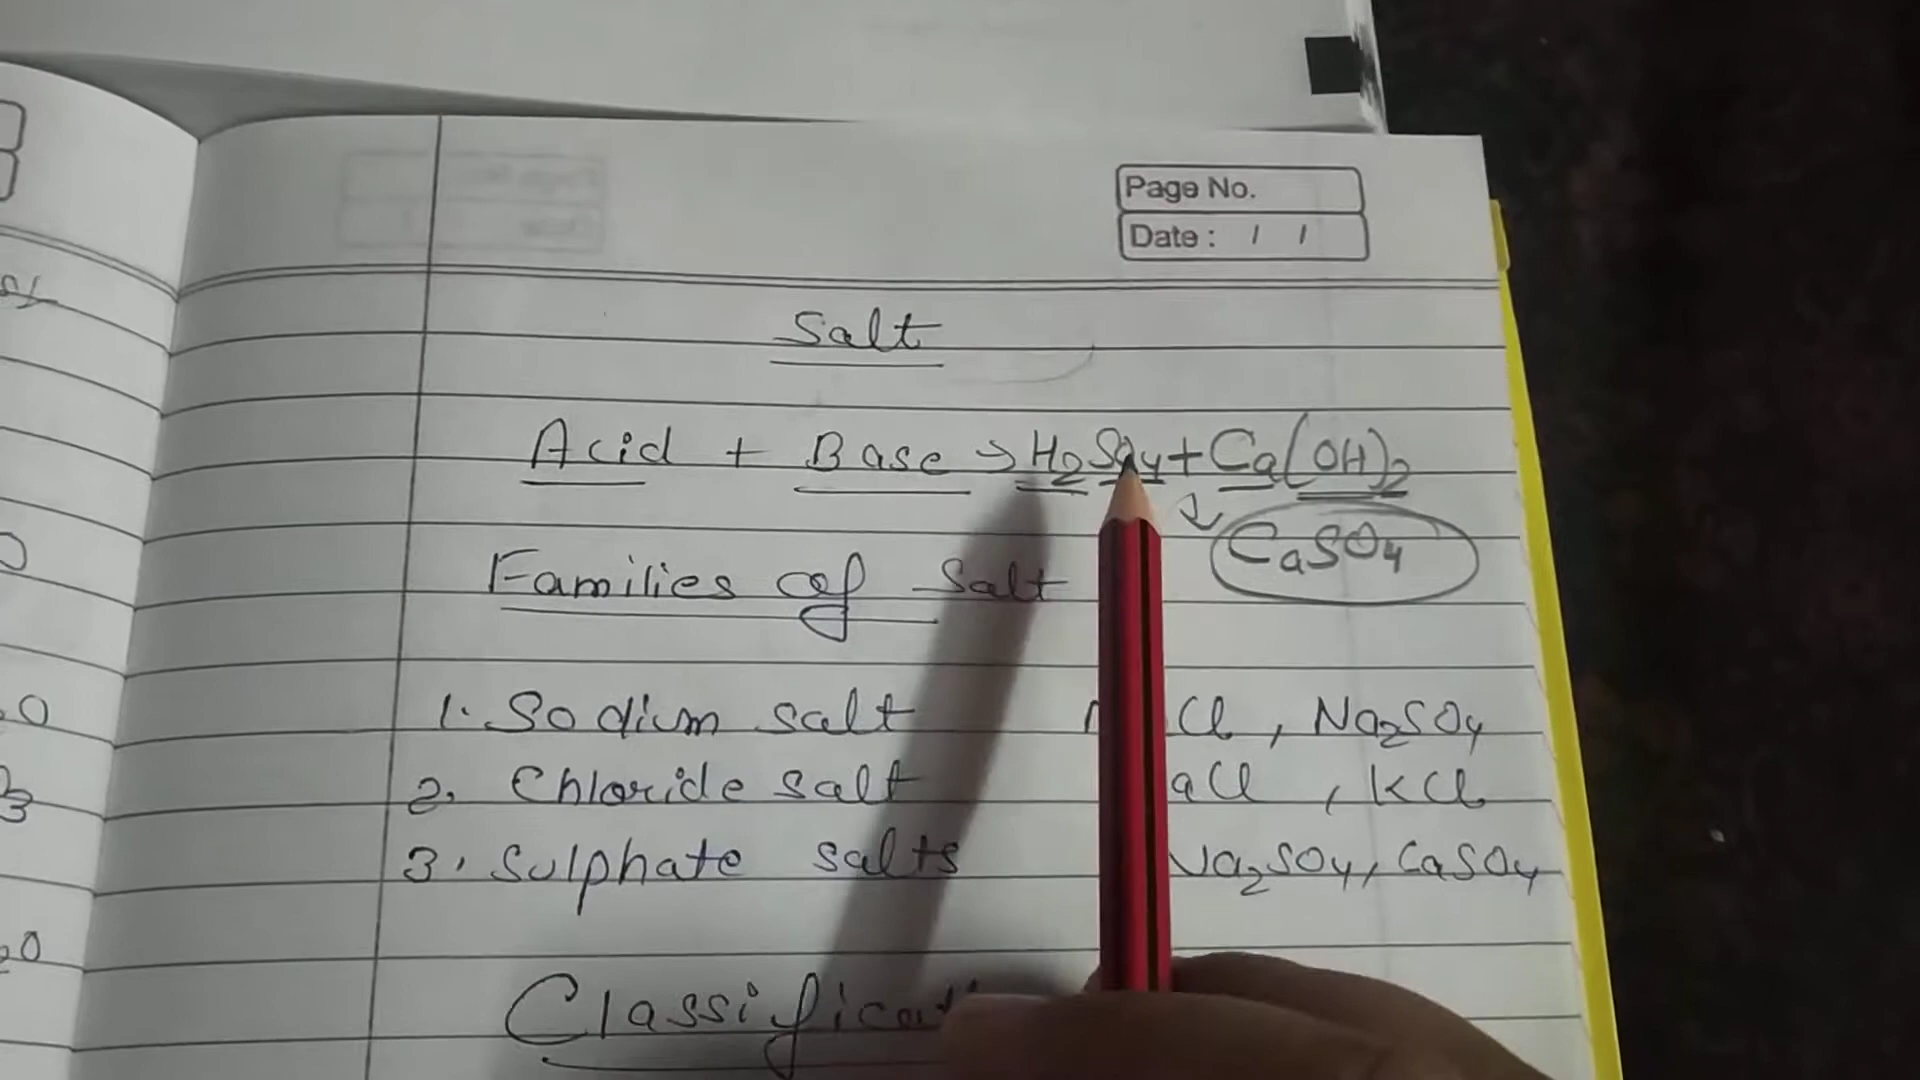 Page No.
Date : / /
Salt
Acid + Base → H2SO4 + Ca(OH)2
↓ CaSO4
Families of Salt
1. Sodium salt Cl, Na2SO4
2. Chloride salt aCl, KCl
3. Sulphate salts Na2SO4, CaSO4
Classificat